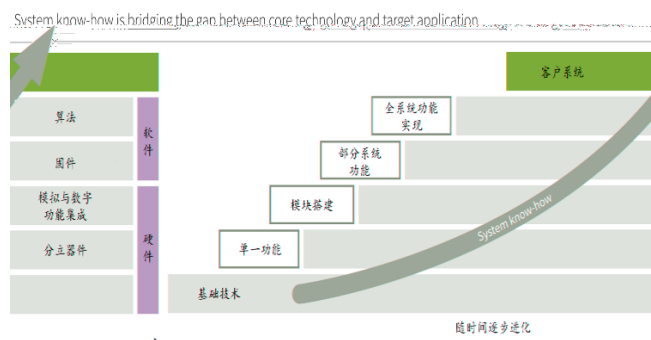 System know-how is bridging the gap between core technology and target application
客户系统
算法
软件
全系统功能
实现
固件
部分系统
功能
模拟与数字
功能集成
硬件
模块搭建
分立器件
单一功能
System know-how
基础技术
随时间逐步进化